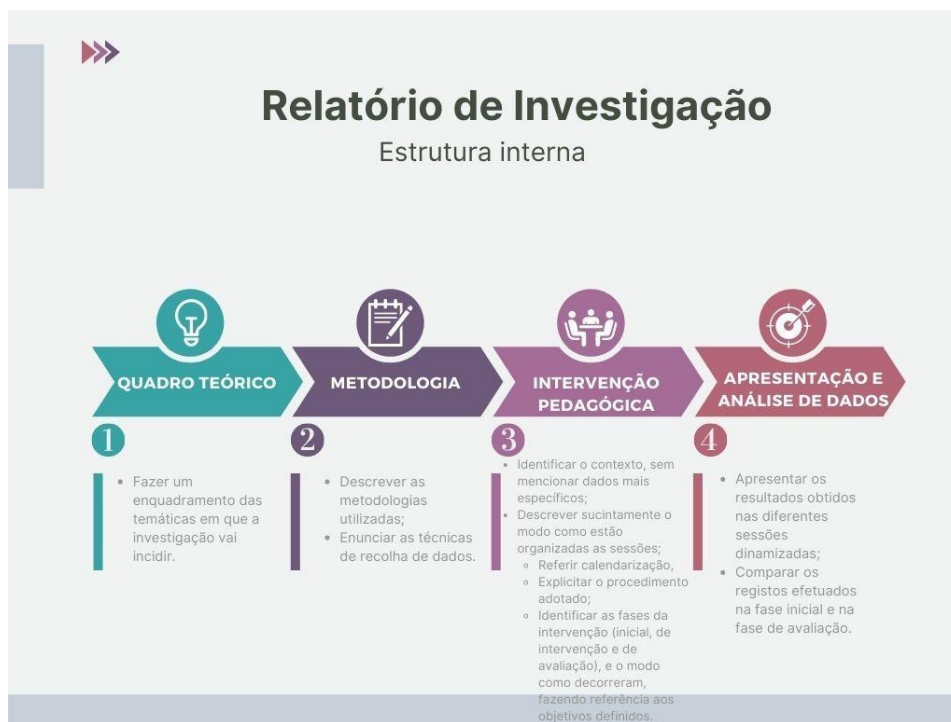 Relatório de Investigação
Estrutura interna
QUADRO TEÓRICO
1
Fazer um
enquadramento das
temáticas em que a
investigação vai
incidir.
METODOLOGIA
2
Descrever as
metodologias
utilizadas;
Enunciar as técnicas
de recolha de dados.
INTERVENÇÃO
PEDAGÓGICA
3
Identificar o contexto, sem
mencionar dados mais
específicos;
Descrever sucintamente o
modo como estão
organizadas as sessões;
Referir calendarização,
Explicitar o procedimento
adotado;
Identificar as fases da
intervenção (inicial, de
intervenção e de
avaliação), e o modo
como decorreram,
fazendo referência aos
objetivos definidos.
APRESENTAÇÃO E
ANÁLISE DE DADOS
4
Apresentar os
resultados obtidos
nas diferentes
sessões
dinamizadas;
Comparar os
registos efetuados
na fase inicial e na
fase de avaliação.